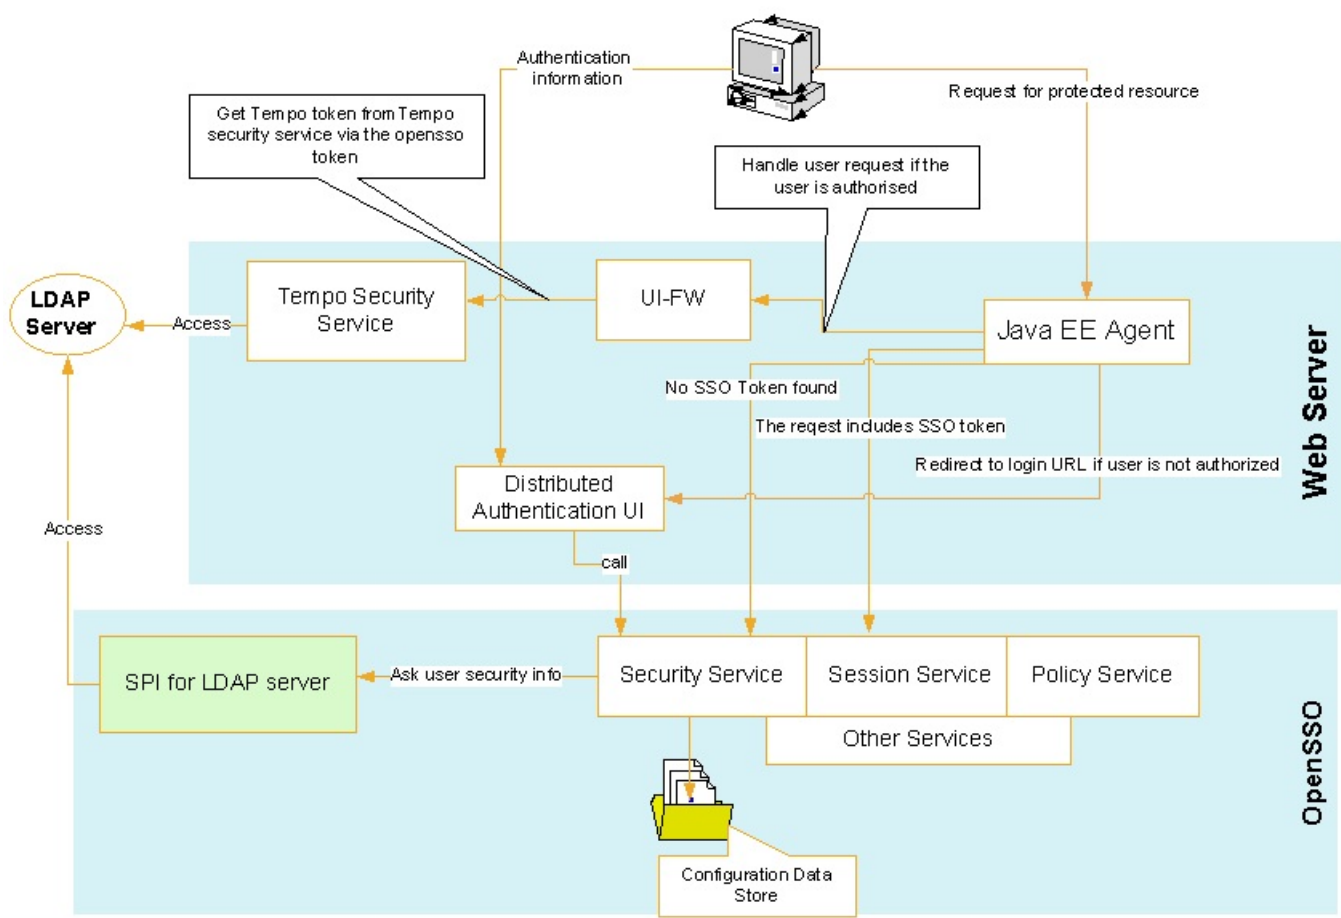 Authentication
information
Request for protected resource
Get Tempo token from Tempo
security service via the opensso
token
Handle user request if the
user is authorised
LDAP
Server
Access
Tempo Security
Service
UI-FW
Java EE Agent
No SSO Token found
The reqest includes SSO token
Redirect to login URL if user is not authorized
Web Server
Distributed
Authentication UI
Access
call
SPI for LDAP server
Ask user security info
Security Service
Session Service
Policy Service
Other Services
OpenSSO
Configuration Data
Store